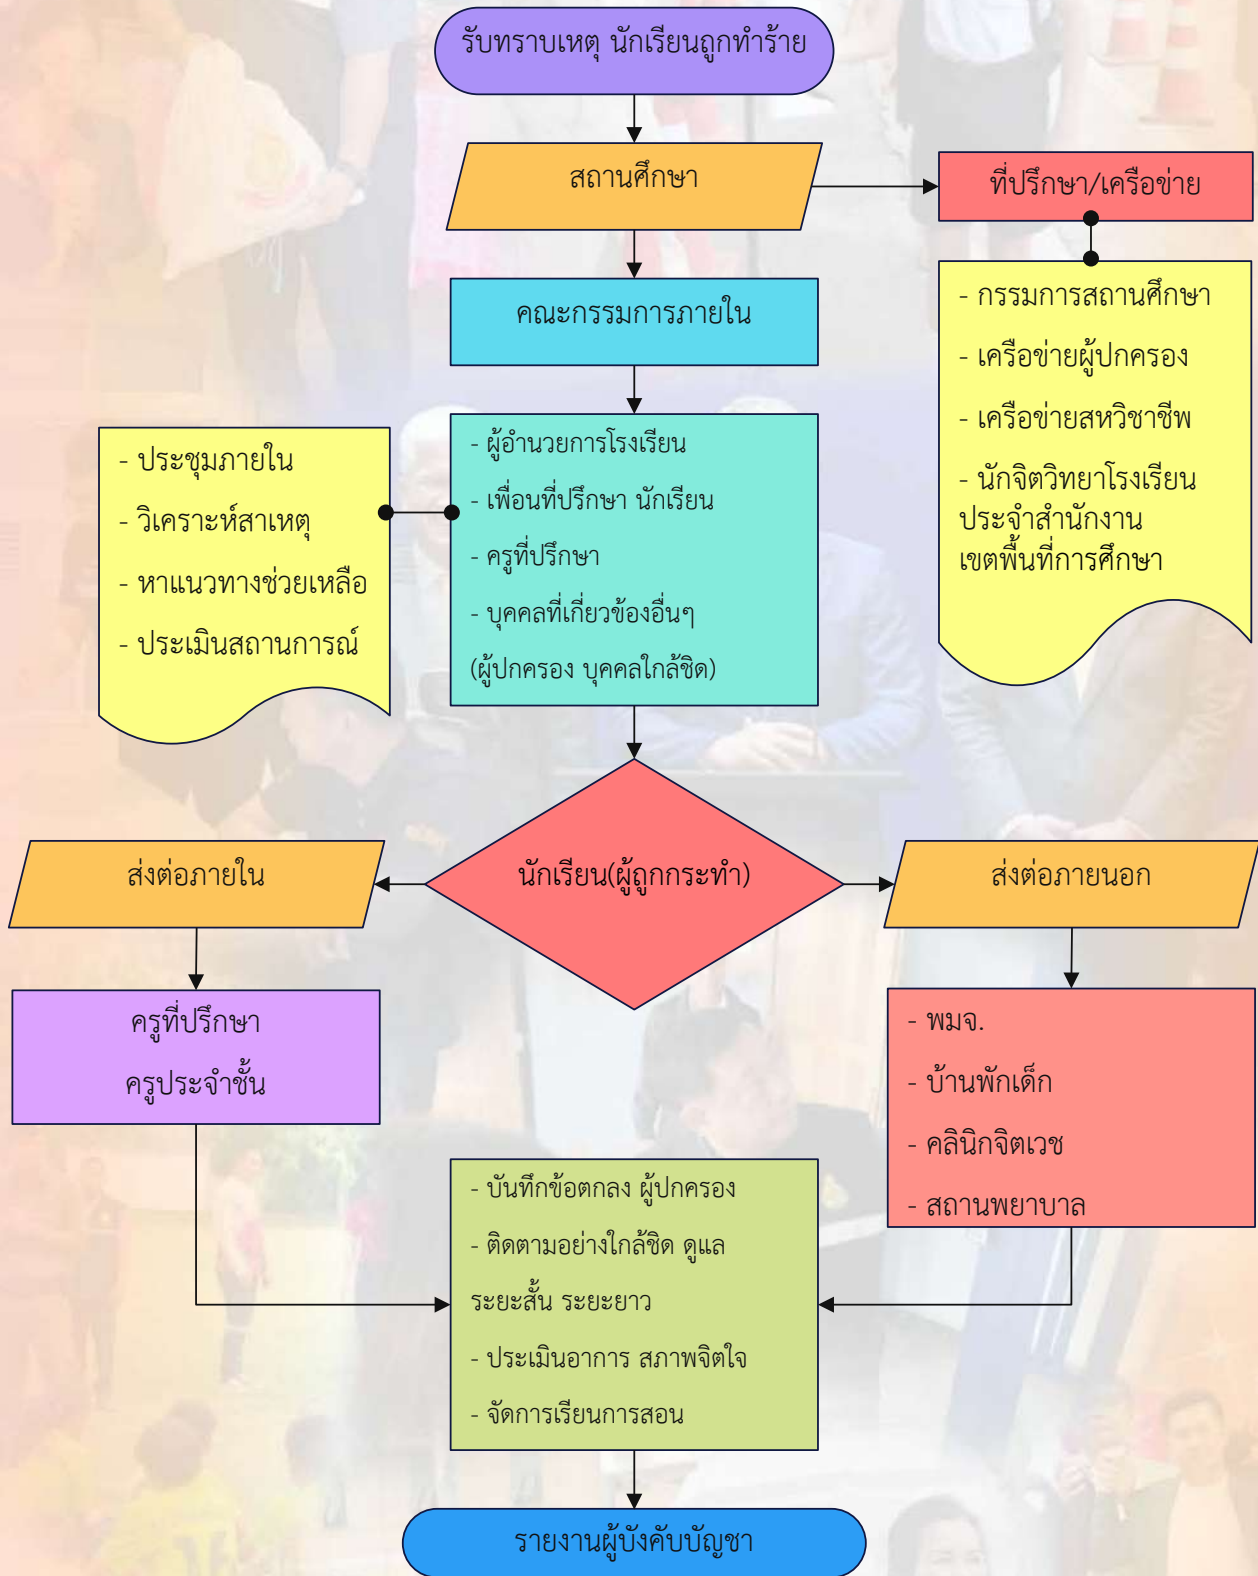 รับทราบเหตุ นักเรียนถูกทำร้าย
สถานศึกษา
ที่ปรึกษา/เครือข่าย
คณะกรรมการภายใน
- กรรมการสถานศึกษา
- เครือข่ายผู้ปกครอง
- เครือข่ายสหวิชาชีพ
- นักจิตวิทยาโรงเรียน
ประจำสำนักงาน
เขตพื้นที่การศึกษา
- ประชุมภายใน
- วิเคราะห์สาเหตุ
- หาแนวทางช่วยเหลือ
- ประเมินสถานการณ์
- ผู้อำนวยการโรงเรียน
- เพื่อนที่ปรึกษา นักเรียน
- ครูที่ปรึกษา
- บุคคลที่เกี่ยวข้องอื่นๆ
(ผู้ปกครอง บุคคลใกล้ชิด)
ส่งต่อภายใน
นักเรียน(ผู้ถูกกระทำ)
ส่งต่อภายนอก
ครูที่ปรึกษา
ครูประจำชั้น
- พมจ.
- บ้านพักเด็ก
- คลินิกจิตเวช
- สถานพยาบาล
- บันทึกข้อตกลง ผู้ปกครอง
- ติดตามอย่างใกล้ชิด ดูแล
ระยะสั้น ระยะยาว
- ประเมินอาการ สภาพจิตใจ
- จัดการเรียนการสอน
รายงานผู้บังคับบัญชา